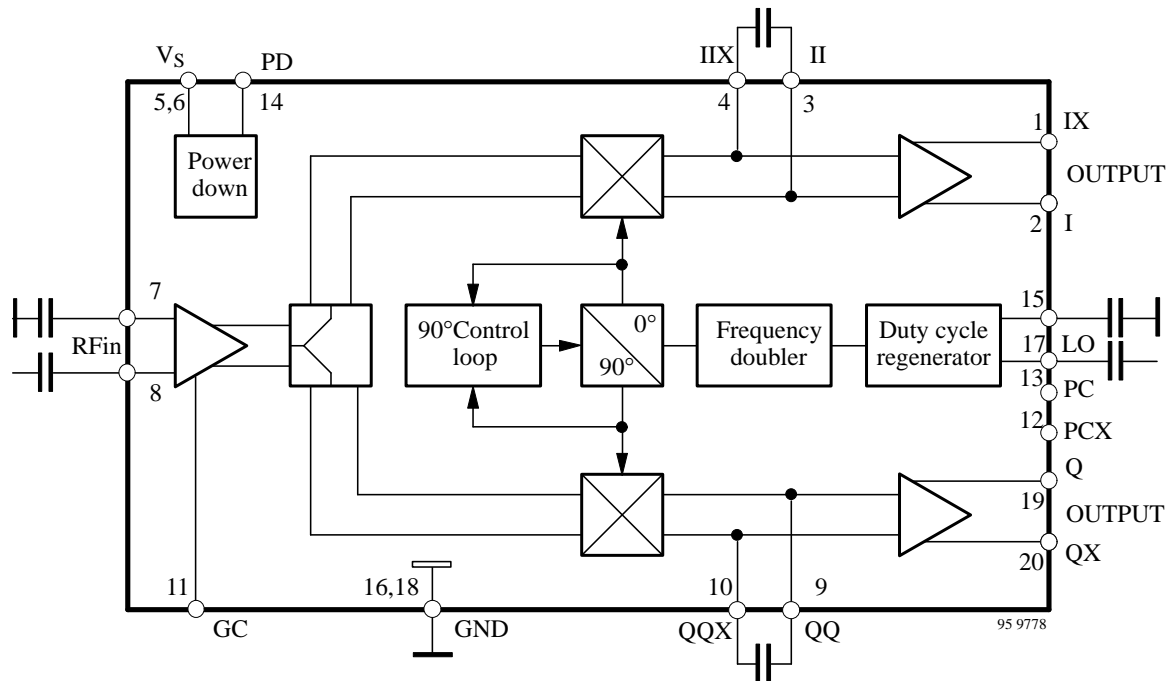 VS PD IIX II
5,6 14 4 3
1 IX
Power
down
OUTPUT
2 I
7
RFin
8
90°Control
loop
0°
90°
Frequency
doubler
Duty cycle
regenerator
15
17 LO
13 PC
12 PCX
Q
19
OUTPUT
20 QX
11 16,18 10 9
GC GND QQX QQ
95 9778